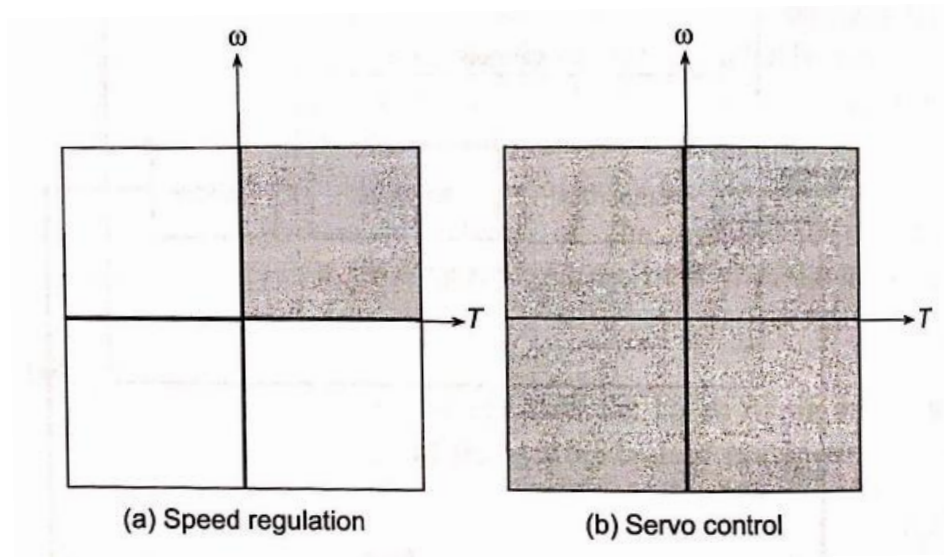 ω
T
(a) Speed regulation
ω
T
(b) Servo control